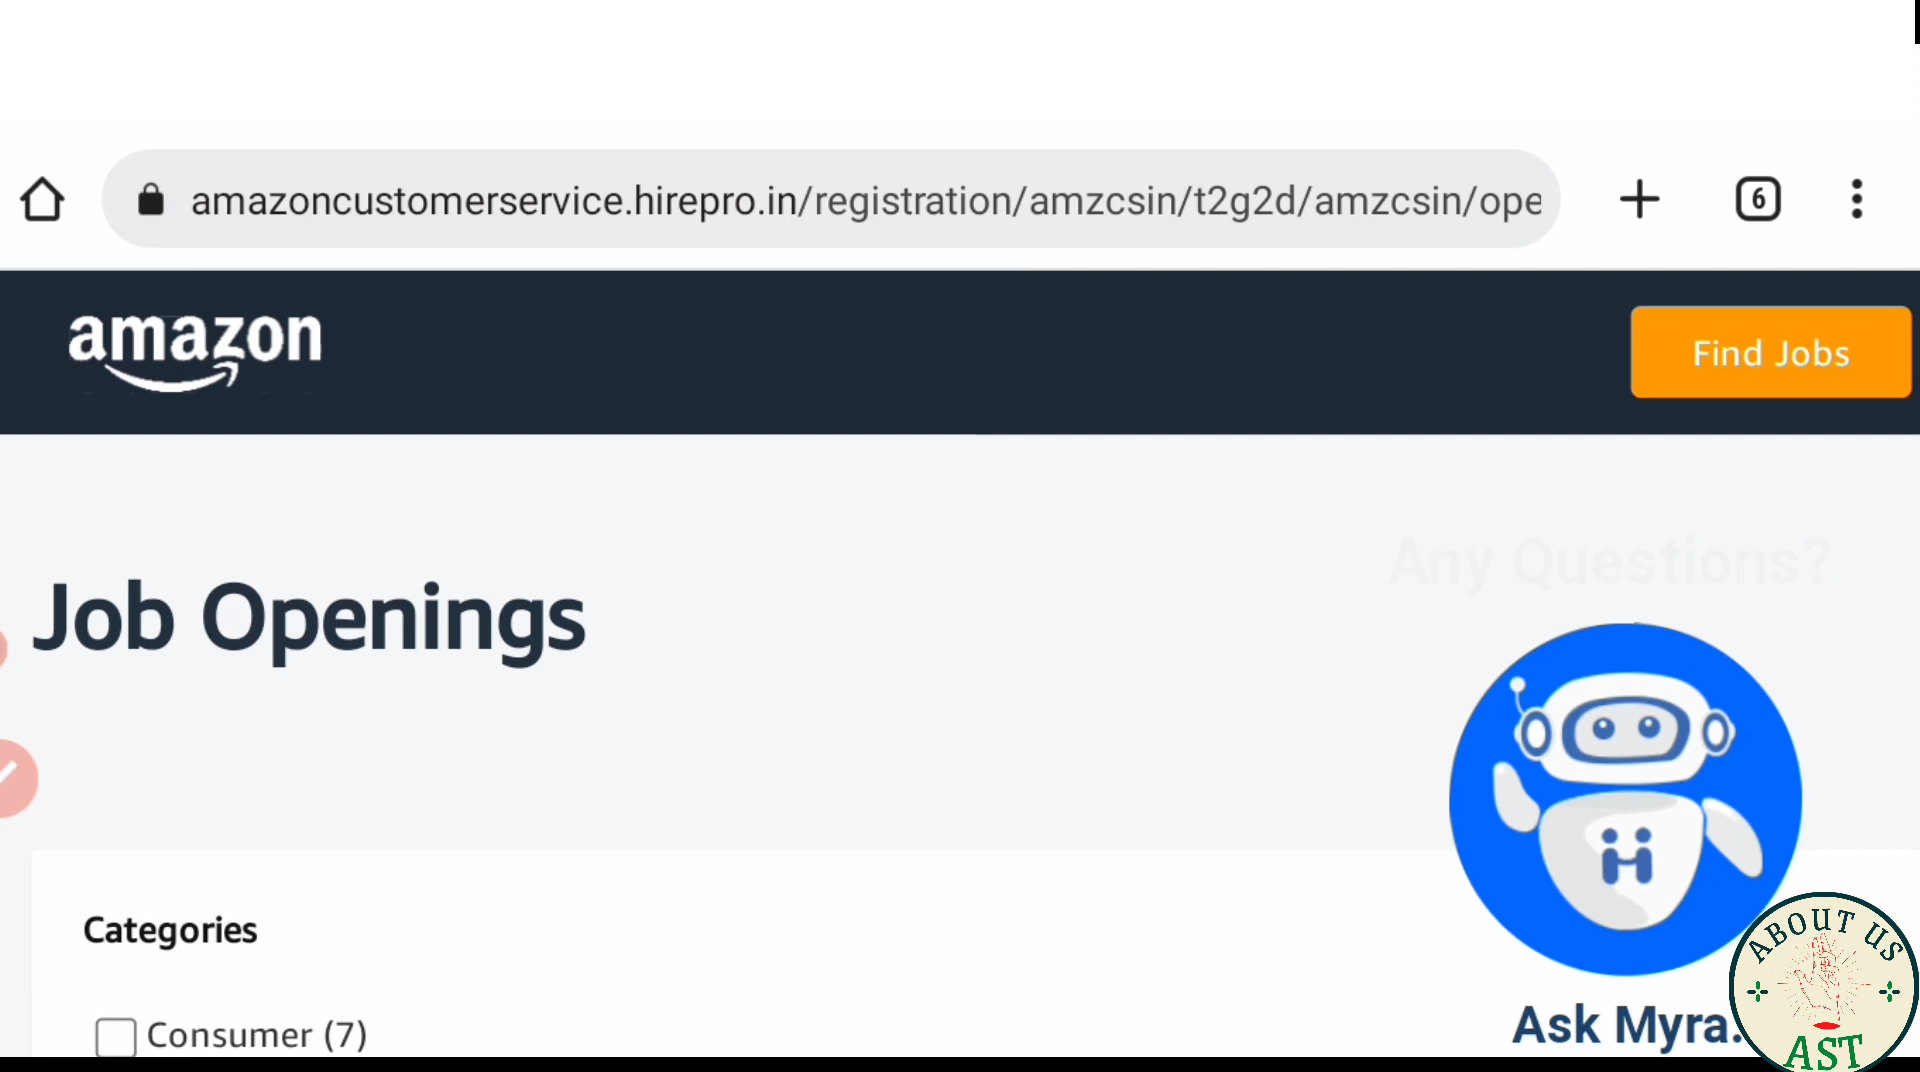 amazoncustomerservice.hirepro.in/registration/amzcsin/t2g2d/amzcsin/ope
6
amazon
Find Jobs
Any Questions?
Job Openings
Categories
Consumer (7)
Ask Myra.
ABOUT US
AST